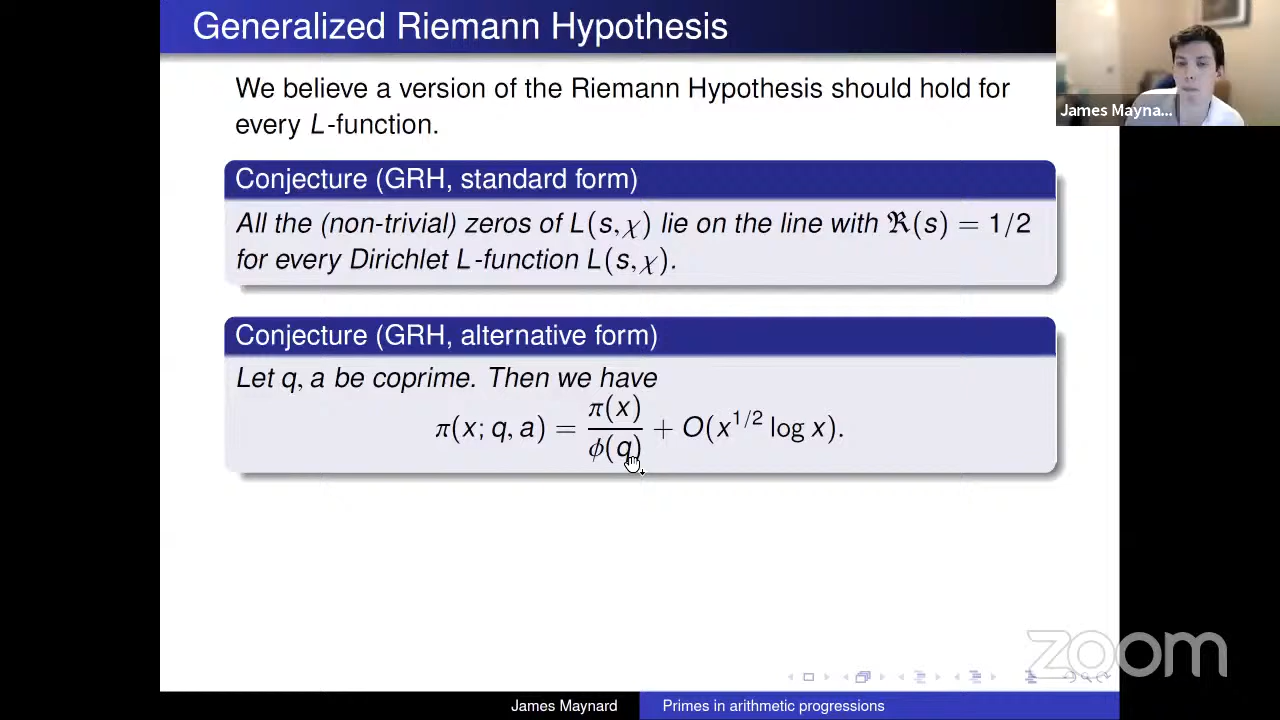 Generalized Riemann Hypothesis
We believe a version of the Riemann Hypothesis should hold for
every L-function.
James Mayna...
Conjecture (GRH, standard form)
All the (non-trivial) zeros of L(s, χ) lie on the line with ℜ(s) = 1/2
for every Dirichlet L-function L(s, χ).
Conjecture (GRH, alternative form)
Let q, a be coprime. Then we have
π(x; q, a) = π(x)/ϕ(q) + O(x^{1/2} log x).
zoom
James Maynard
Primes in arithmetic progressions